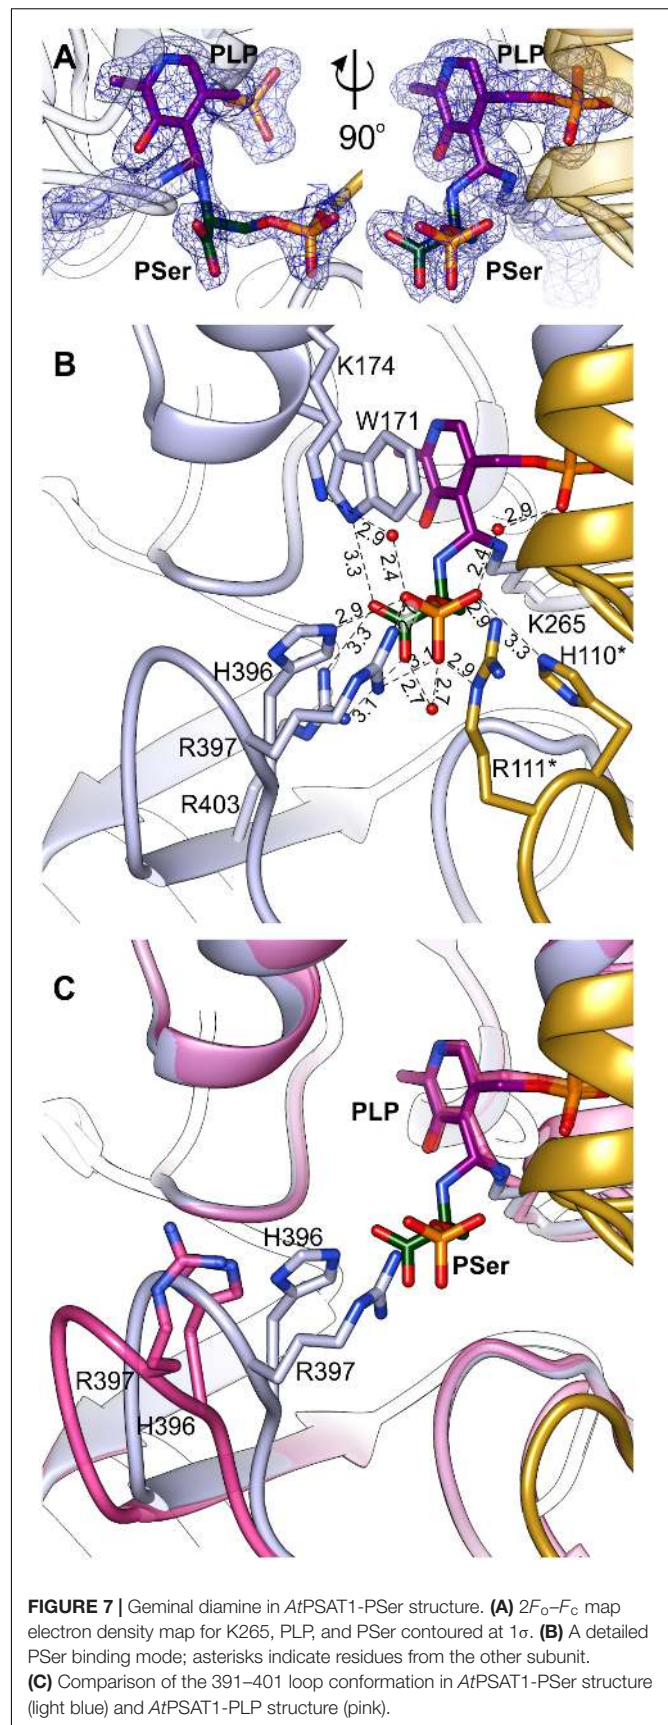 A
PLP
PLP
90°
PSer
PSer
B
K174
W171
2.9
2.9
3.3
2.4
2.4
2.9
2.9
K265
3.3
3.3
H110*
H396
3.1
2.9
2.7
2.7
R397
3.1
R111*
R403
C
PLP
H396
PSer
R397
R397
H396
FIGURE 7 | Geminal diamine in AtPSAT1-PSer structure. (A) 2Fo–Fc map
electron density map for K265, PLP, and PSer contoured at 1σ. (B) A detailed
PSer binding mode; asterisks indicate residues from the other subunit.
(C) Comparison of the 391–401 loop conformation in AtPSAT1-PSer structure
(light blue) and AtPSAT1-PLP structure (pink).